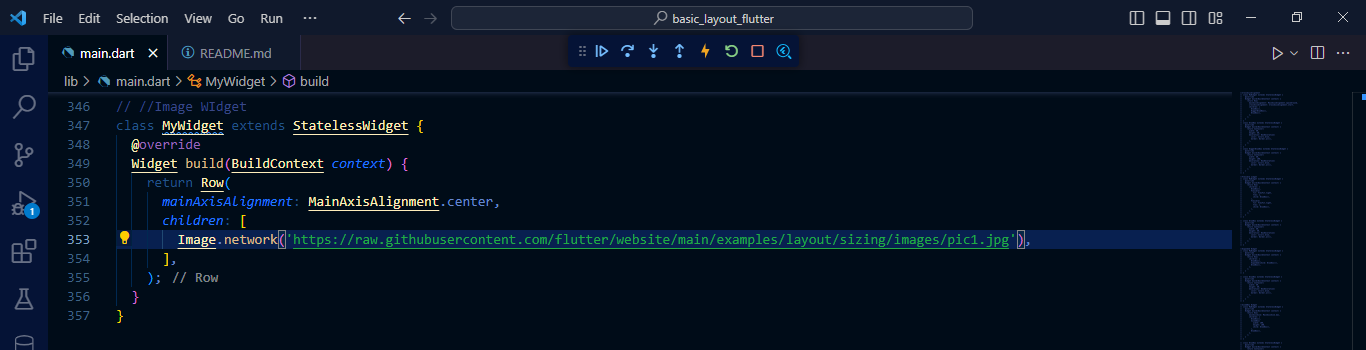 File Edit Selection View Go Run ··· basic_layout_flutter
main.dart README.md
lib > main.dart > MyWidget > build
346 // //Image WIdget
347 class MyWidget extends StatelessWidget {
348 @override
349 Widget build(BuildContext context) {
350 return Row(
351 mainAxisAlignment: MainAxisAlignment.center,
352 children: [
353 Image.network('https://raw.githubusercontent.com/flutter/website/main/examples/layout/sizing/images/pic1.jpg'),
354 ],
355 ); // Row
356 }
357 }
1